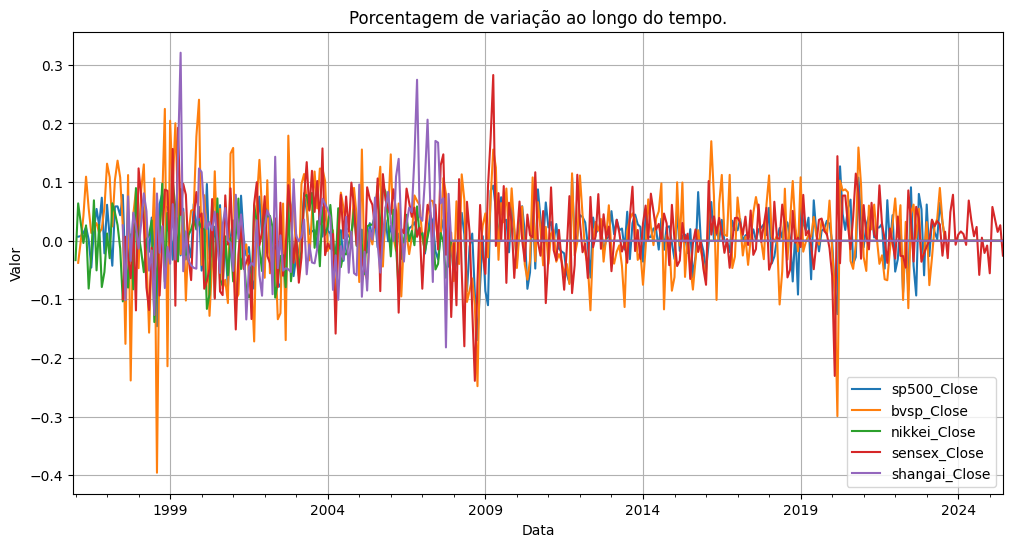 Porcentagem de variação ao longo do tempo.
Valor
0.3
0.2
0.1
0.0
−0.1
−0.2
−0.3
−0.4
1999
2004
2009
2014
2019
2024
Data
sp500_Close
bvsp_Close
nikkei_Close
sensex_Close
shangai_Close